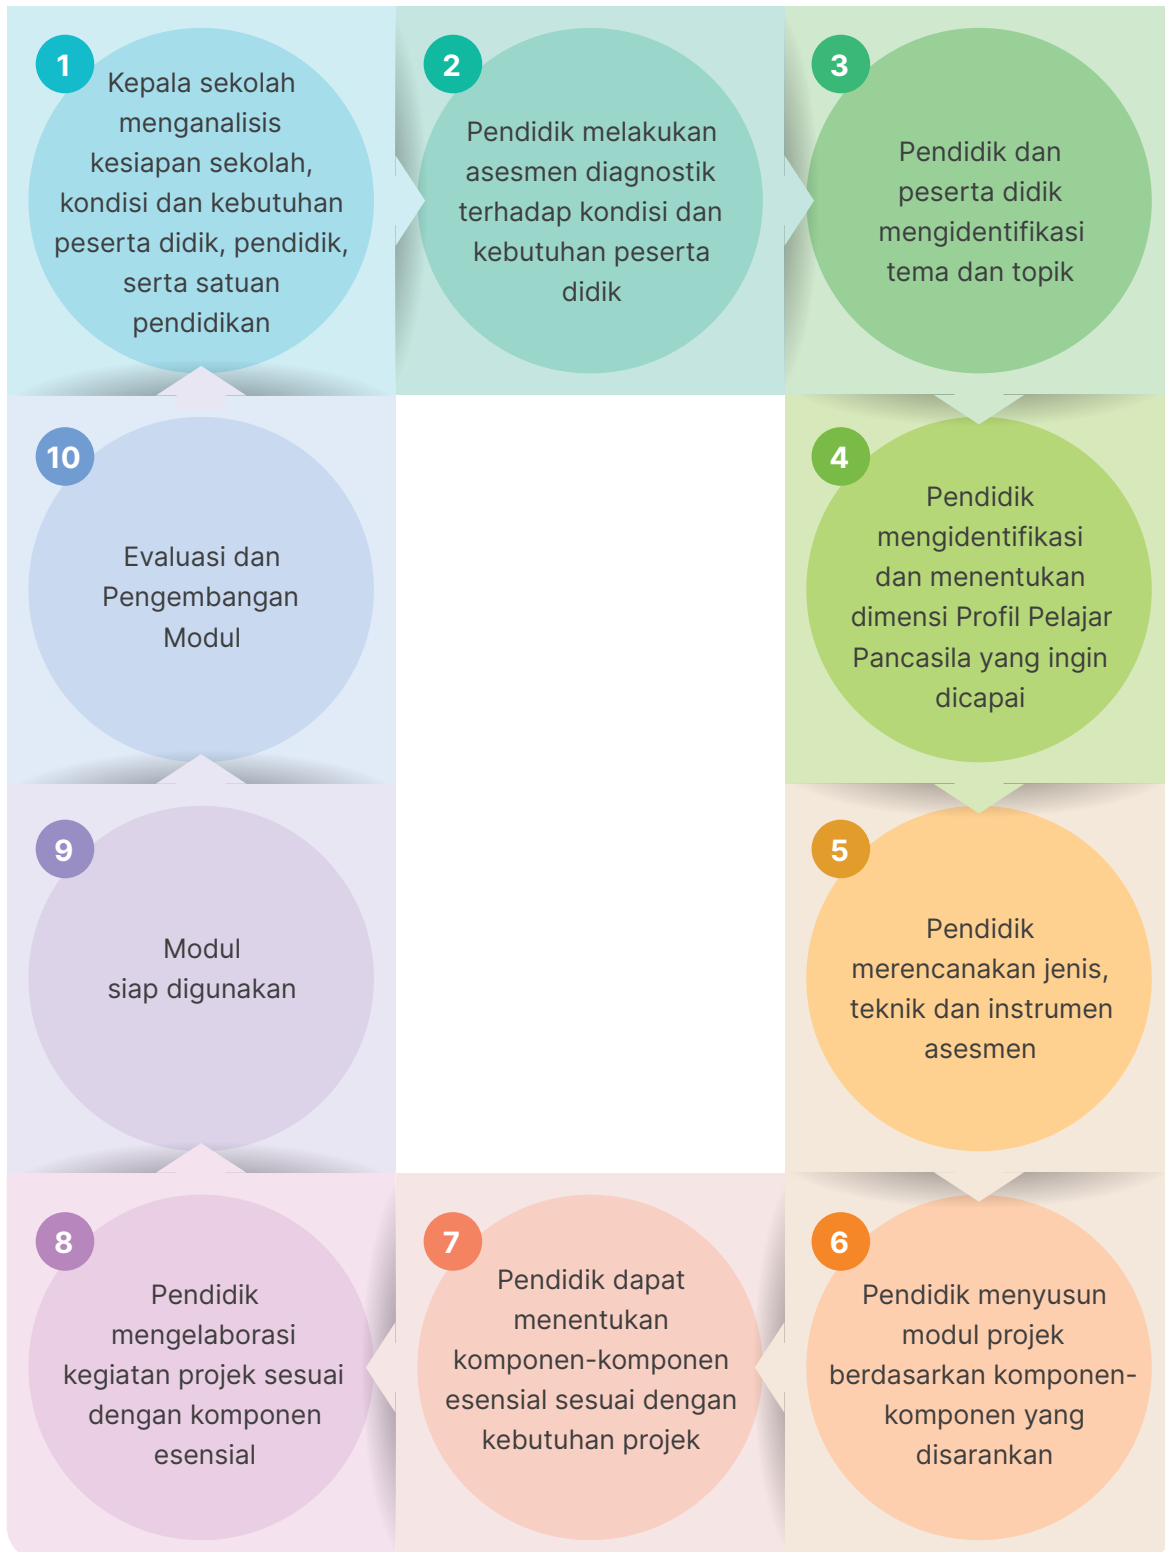 1
Kepala sekolah
menganalisis
kesiapan sekolah,
kondisi dan kebutuhan
peserta didik, pendidik,
serta satuan
pendidikan
2
Pendidik melakukan
asesmen diagnostik
terhadap kondisi dan
kebutuhan peserta
didik
3
Pendidik dan
peserta didik
mengidentifikasi
tema dan topik
4
Pendidik
mengidentifikasi
dan menentukan
dimensi Profil Pelajar
Pancasila yang ingin
dicapai
5
Pendidik
merencanakan jenis,
teknik dan instrumen
asesmen
6
Pendidik menyusun
modul projek
berdasarkan komponen-
komponen yang
disarankan
7
Pendidik dapat
menentukan
komponen-komponen
esensial sesuai dengan
kebutuhan projek
8
Pendidik
mengelaborasi
kegiatan projek sesuai
dengan komponen
esensial
9
Modul
siap digunakan
10
Evaluasi dan
Pengembangan
Modul